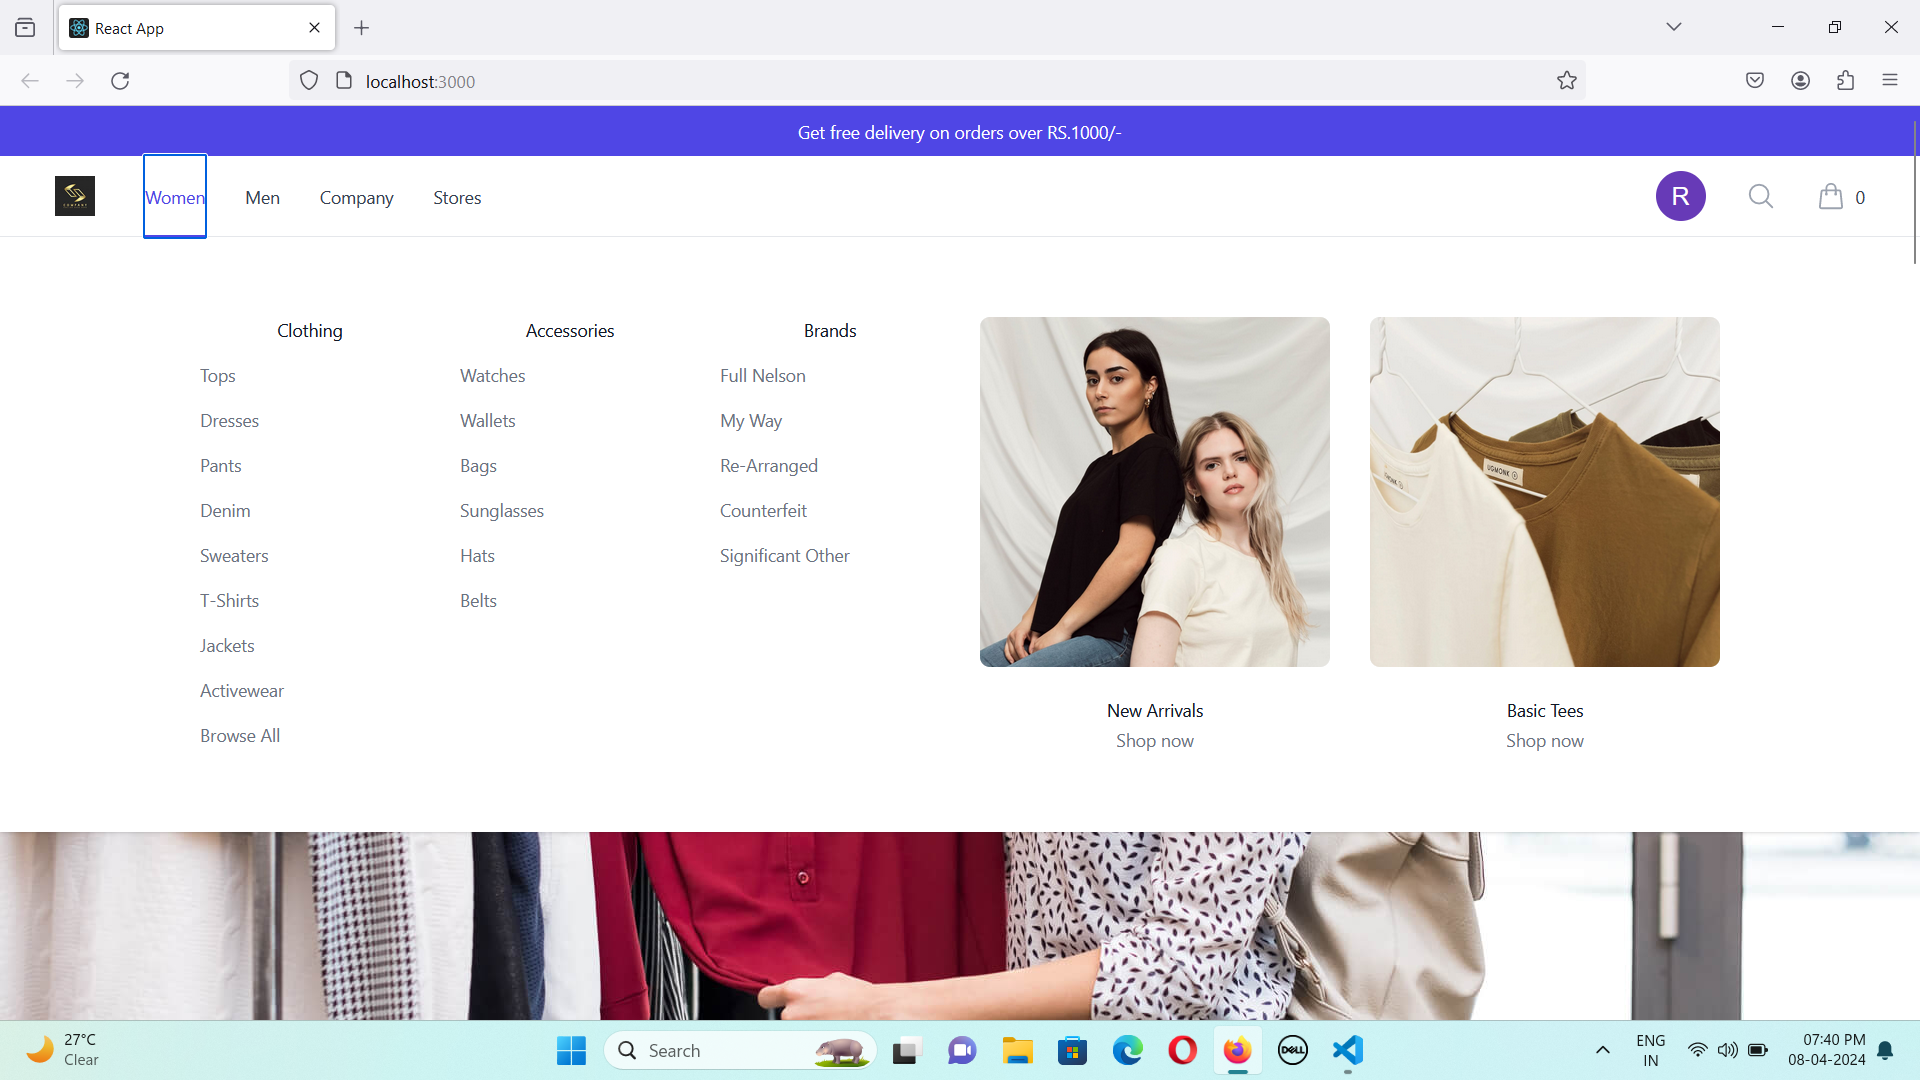 React App
localhost:3000
Get free delivery on orders over RS.1000/-
Women
Men
Company
Stores
R
0
Clothing
Tops
Dresses
Pants
Denim
Sweaters
T-Shirts
Jackets
Activewear
Browse All
Accessories
Watches
Wallets
Bags
Sunglasses
Hats
Belts
Brands
Full Nelson
My Way
Re-Arranged
Counterfeit
Significant Other
UGMONK
New Arrivals
Shop now
Basic Tees
Shop now
27°C
Clear
Search
DELL
ENG
IN
07:40 PM
08-04-2024